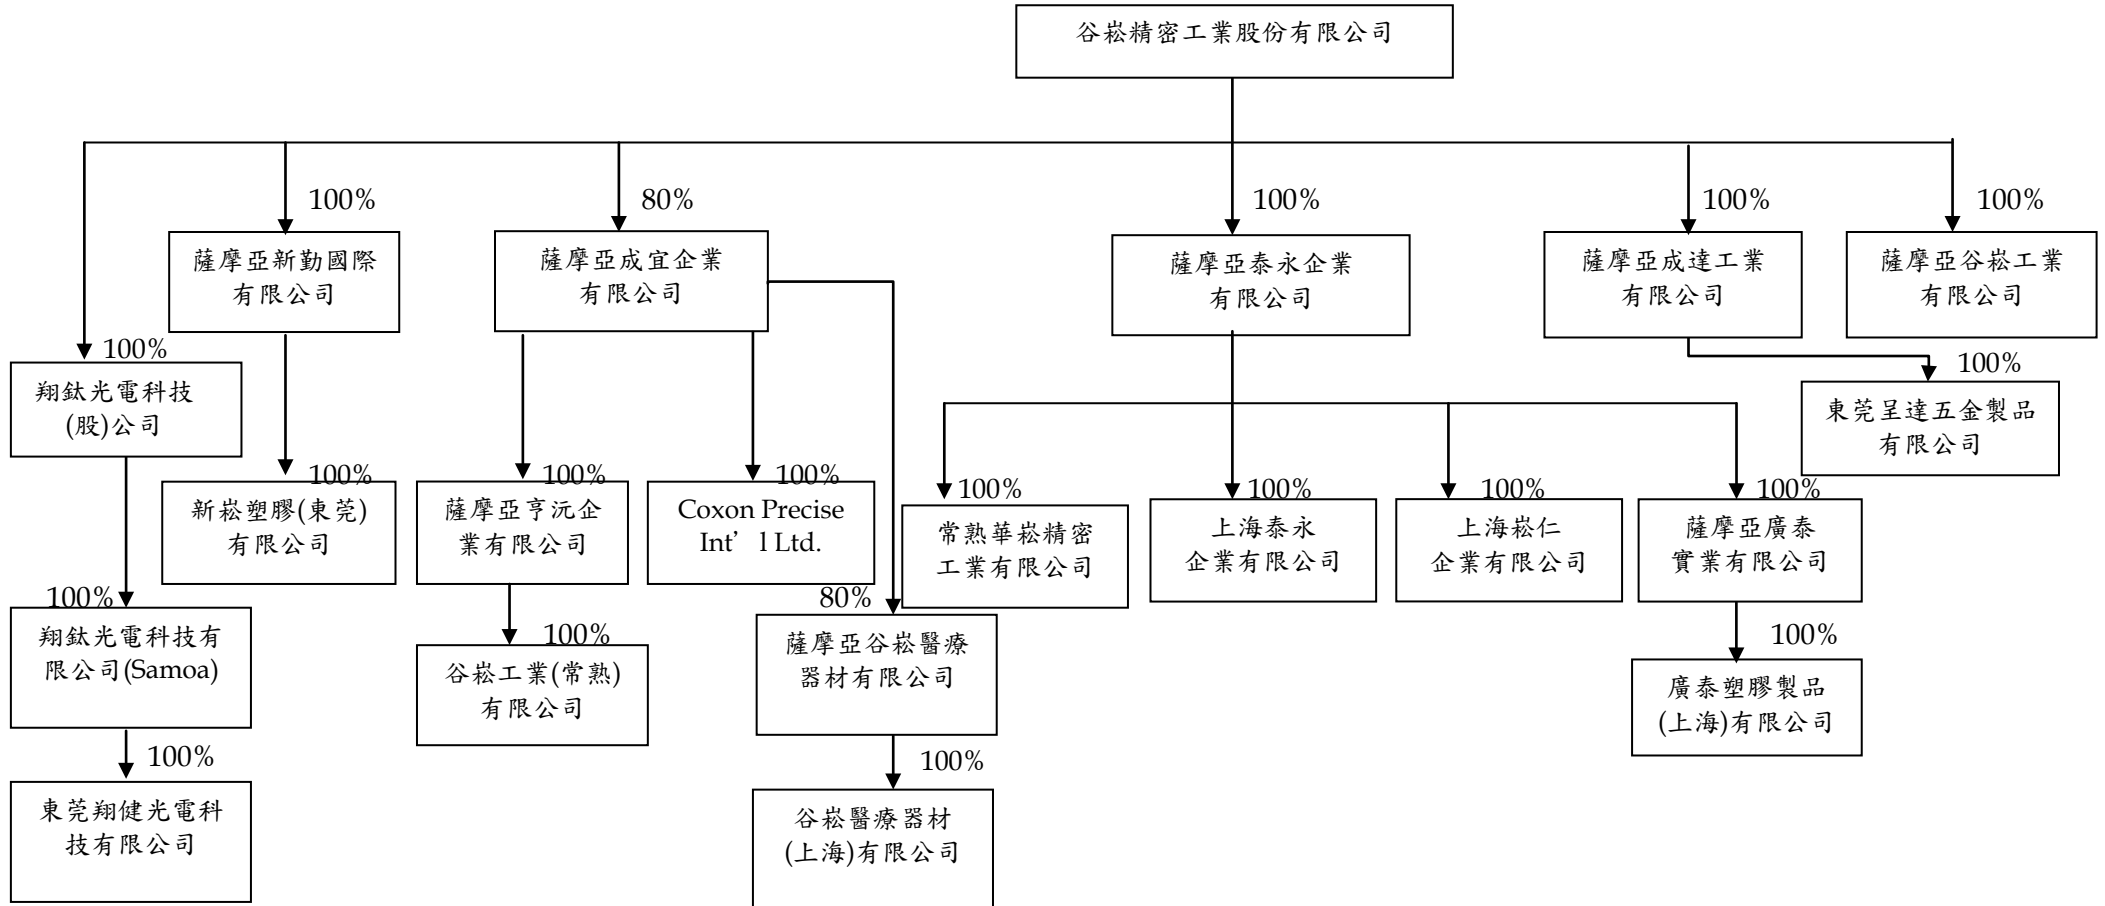 谷崧精密工業股份有限公司
100%
80%
100%
100%
100%
薩摩亞新勤國際
有限公司
薩摩亞成宜企業
有限公司
薩摩亞泰永企業
有限公司
薩摩亞成達工業
有限公司
薩摩亞谷崧工業
有限公司
100%
翔鈦光電科技
(股)公司
100%
東莞呈達五金製品
有限公司
100%
新崧塑膠(東莞)
有限公司
100%
薩摩亞亨沅企
業有限公司
100%
Coxon Precise
Int’l Ltd.
100%
常熟華崧精密
工業有限公司
100%
上海泰永
企業有限公司
100%
上海崧仁
企業有限公司
100%
薩摩亞廣泰
實業有限公司
100%
翔鈦光電科技有
限公司(Samoa)
100%
谷崧工業(常熟)
有限公司
80%
薩摩亞谷崧醫療
器材有限公司
100%
廣泰塑膠製品
(上海)有限公司
100%
東莞翔健光電科
技有限公司
100%
谷崧醫療器材
(上海)有限公司